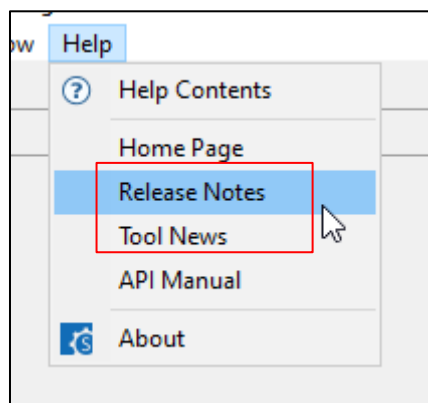 ow Help
Help Contents
Home Page
Release Notes
Tool News
API Manual
About